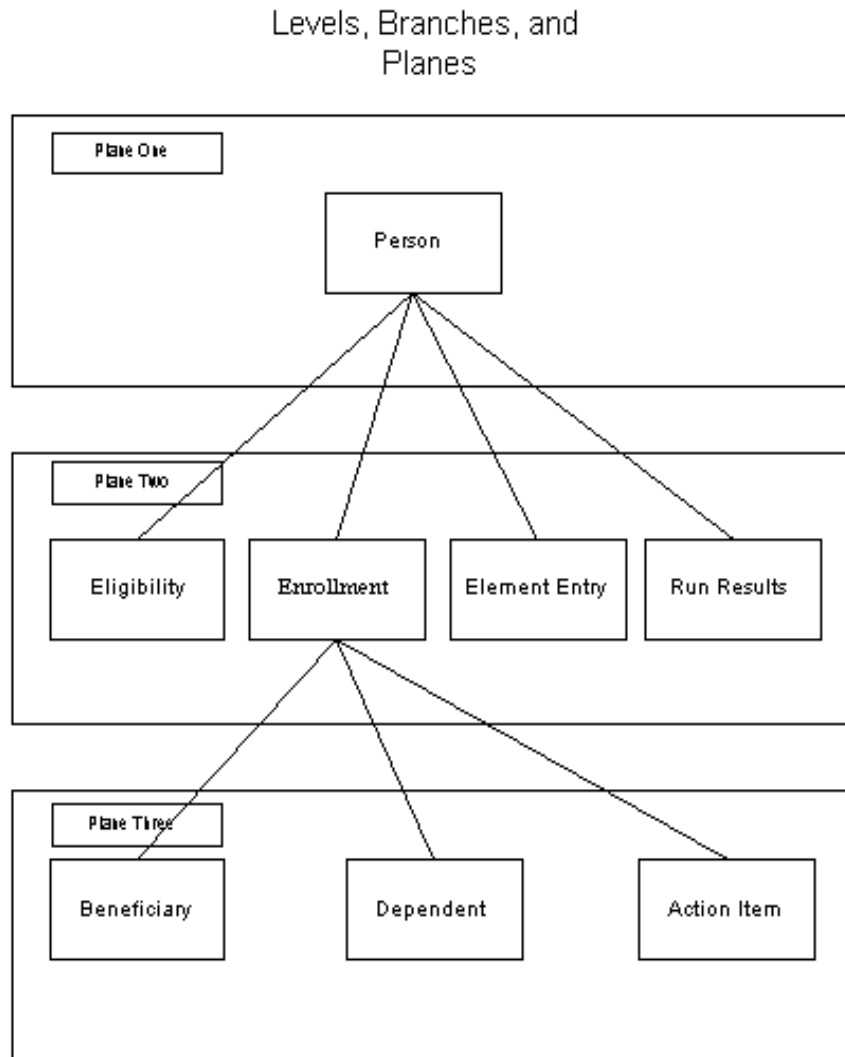 Levels, Branches, and
Planes
Plane One
Person
Plane Two
Eligibility
Enrollment
Element Entry
Run Results
Plane Three
Beneficiary
Dependent
Action Item